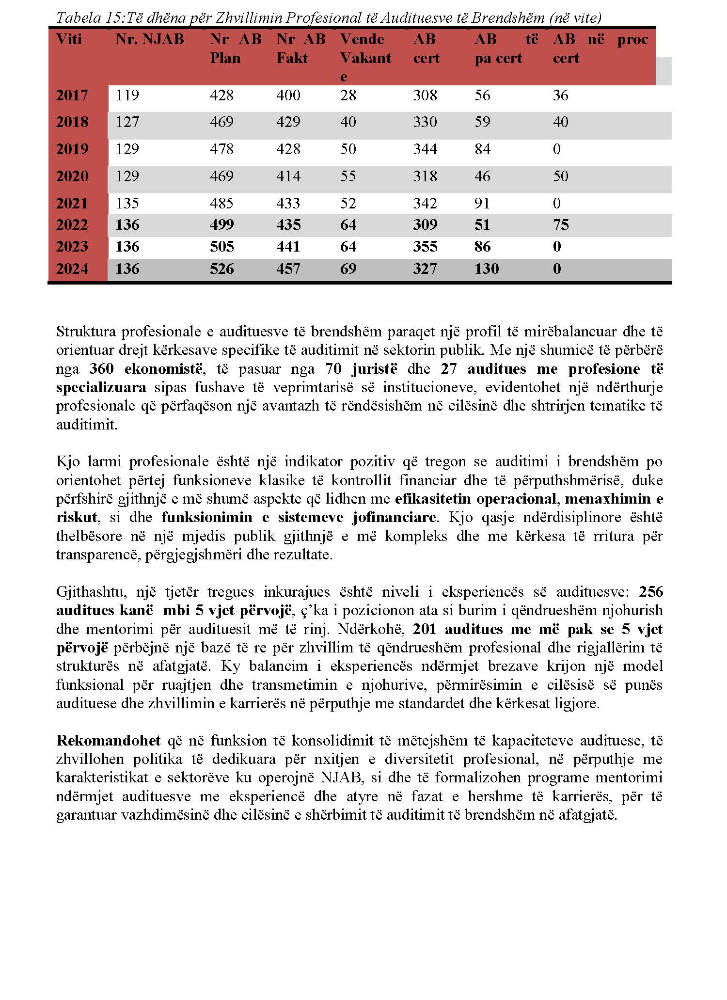 Tabela 15:Të dhëna për Zhvillimin Profesional të Audituesve të Brendshëm (në vite)
Viti Nr. NJAB Nr AB Nr AB Vende AB AB të AB në proc
Plan Fakt Vakant cert pa cert cert
e
2017 119 428 400 28 308 56 36
2018 127 469 429 40 330 59 40
2019 129 478 428 50 344 84 0
2020 129 469 414 55 318 46 50
2021 135 485 433 52 342 91 0
2022 136 499 435 64 309 51 75
2023 136 505 441 64 355 86 0
2024 136 526 457 69 327 130 0
Struktura profesionale e audituesve të brendshëm paraqet një profil të mirëbalancuar dhe të
orientuar drejt kërkesave specifike të auditimit në sektorin publik. Me një shumicë të përbërë
nga 360 ekonomistë, të pasuar nga 70 juristë dhe 27 auditues me profesione të
specializuara sipas fushave të veprimtarisë së institucioneve, evidentohet një ndërthurje
profesionale që përfaqëson një avantazh të rëndësishëm në cilësinë dhe shtrirjen tematike të
auditimit.
Kjo larmi profesionale është një indikator pozitiv që tregon se auditimi i brendshëm po
orientohet përtej funksioneve klasike të kontrollit financiar dhe të përputhshmërisë, duke
përfshirë gjithnjë e më shumë aspekte që lidhen me efikasitetin operacional, menaxhimin e
riskut, si dhe funksionimin e sistemeve jofinanciare. Kjo qasje ndërdisiplinore është
thelbësore në një mjedis publik gjithnjë e më kompleks dhe me kërkesa të rritura për
transparencë, përgjegjshmëri dhe rezultate.
Gjithashtu, një tjetër tregues inkurajues është niveli i eksperiencës së audituesve: 256
auditues kanë mbi 5 vjet përvojë, ç’ka i pozicionon ata si burim i qëndrueshëm njohurish
dhe mentorimi për audituesit më të rinj. Ndërkohë, 201 auditues me më pak se 5 vjet
përvojë përbëjnë një bazë të re për zhvillim të qëndrueshëm profesional dhe rigjallërim të
strukturës në afatgjatë. Ky balancim i eksperiencës ndërmjet brezave krijon një model
funksional për ruajtjen dhe transmetimin e njohurive, përmirësimin e cilësisë së punës
audituese dhe zhvillimin e karrierës në përputhje me standardet dhe kërkesat ligjore.
Rekomandohet që në funksion të konsolidimit të mëtejshëm të kapaciteteve audituese, të
zhvillohen politika të dedikuara për nxitjen e diversitetit profesional, në përputhje me
karakteristikat e sektorëve ku operojnë NJAB, si dhe të formalizohen programe mentorimi
ndërmjet audituesve me eksperiencë dhe atyre në fazat e hershme të karrierës, për të
garantuar vazhdimësinë dhe cilësinë e shërbimit të auditimit të brendshëm në afatgjatë.